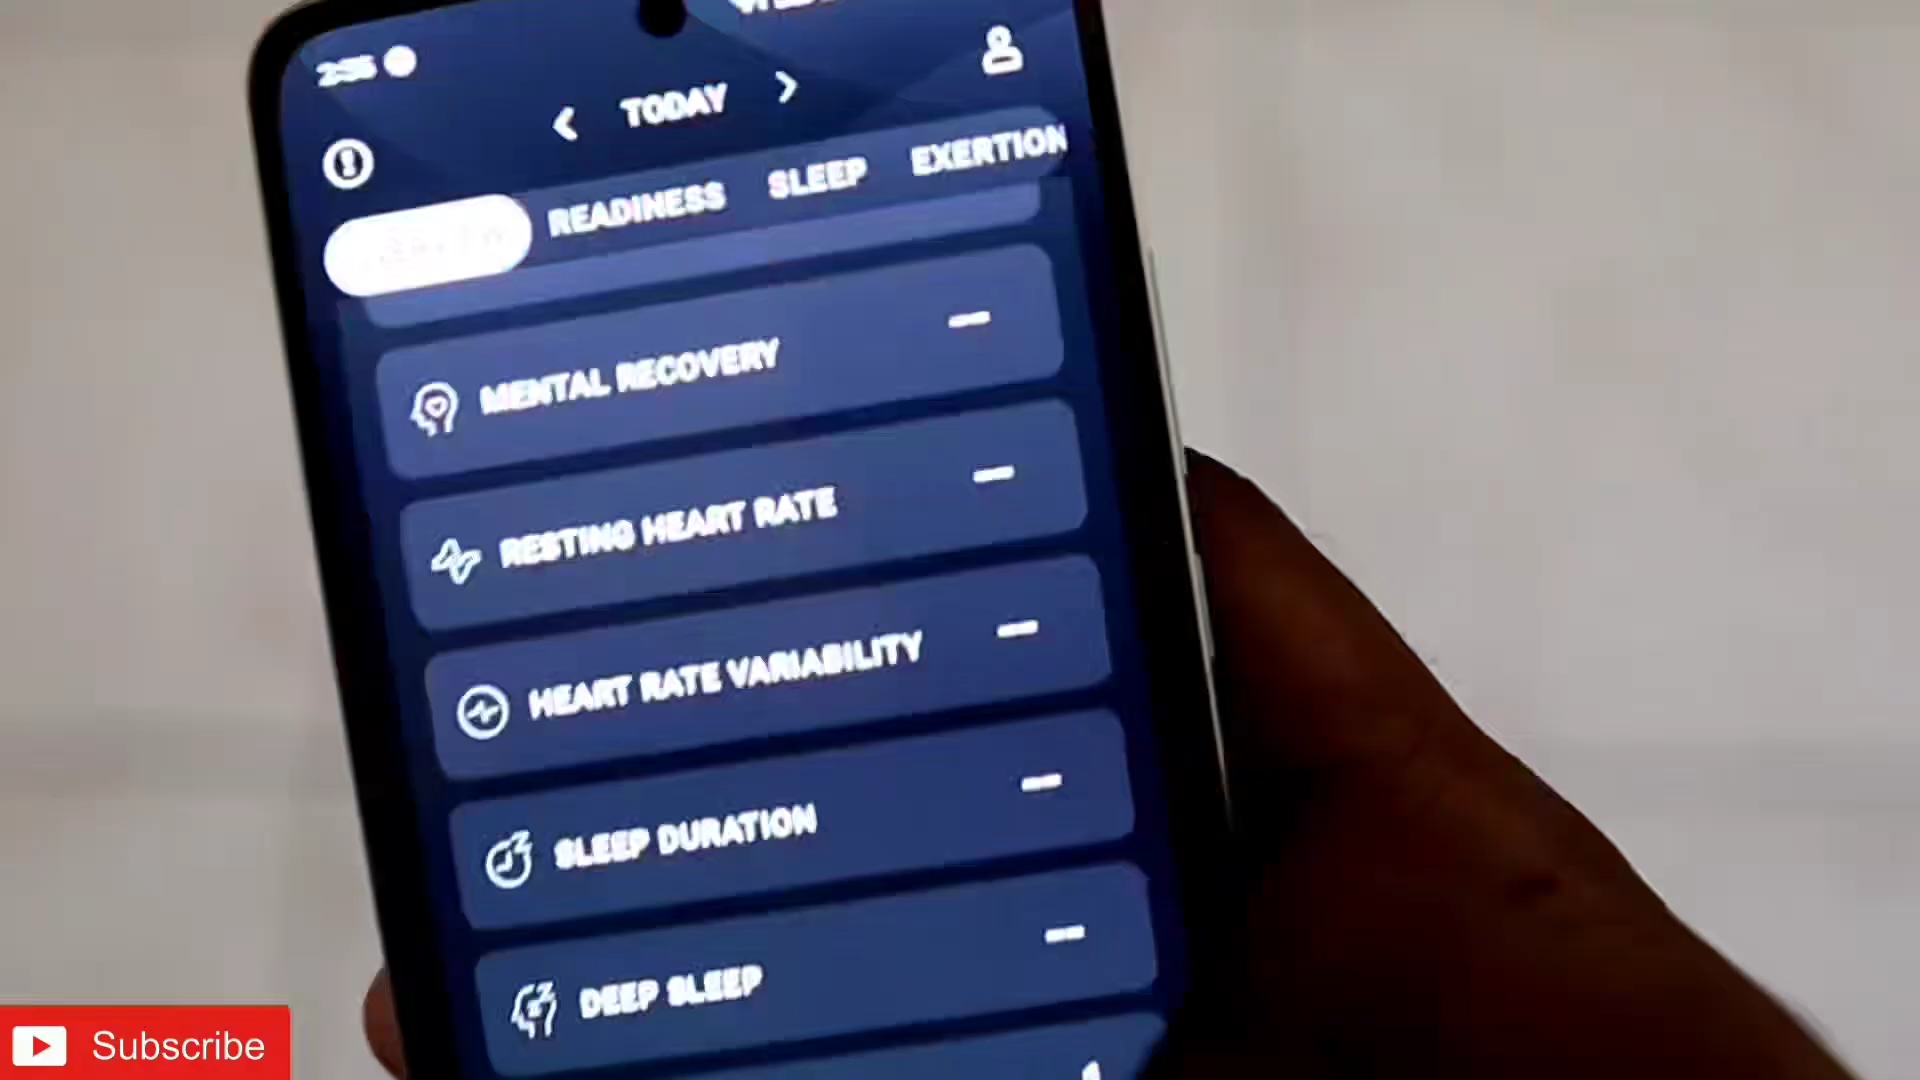 TODAY
READINESS SLEEP EXERTION
MENTAL RECOVERY --
RESTING HEART RATE --
HEART RATE VARIABILITY --
SLEEP DURATION --
DEEP SLEEP --
Subscribe